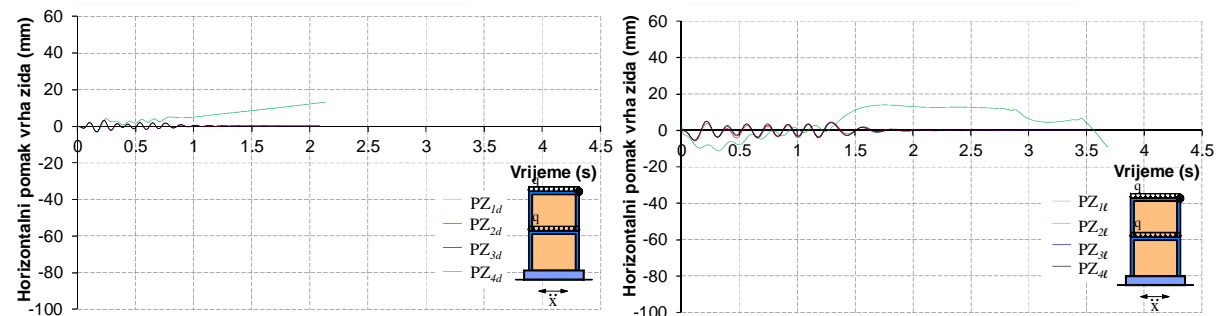 Horizontalni pomak vrha zida (mm)
60
40
20
0
-20
-40
-60
-80
-100
0 0.5 1 1.5 2 2.5 3 3.5 4 4.5
Vrijeme (s)
PZ1d
PZ2d
PZ3d
PZ4d
q
q
ẍ
Horizontalni pomak vrha zida (mm)
60
40
20
0
-20
-40
-60
-80
-100
0 0.5 1 1.5 2 2.5 3 3.5 4 4.5
Vrijeme (s)
PZ1ℓ
PZ2ℓ
PZ3ℓ
PZ4ℓ
q
q
ẍ